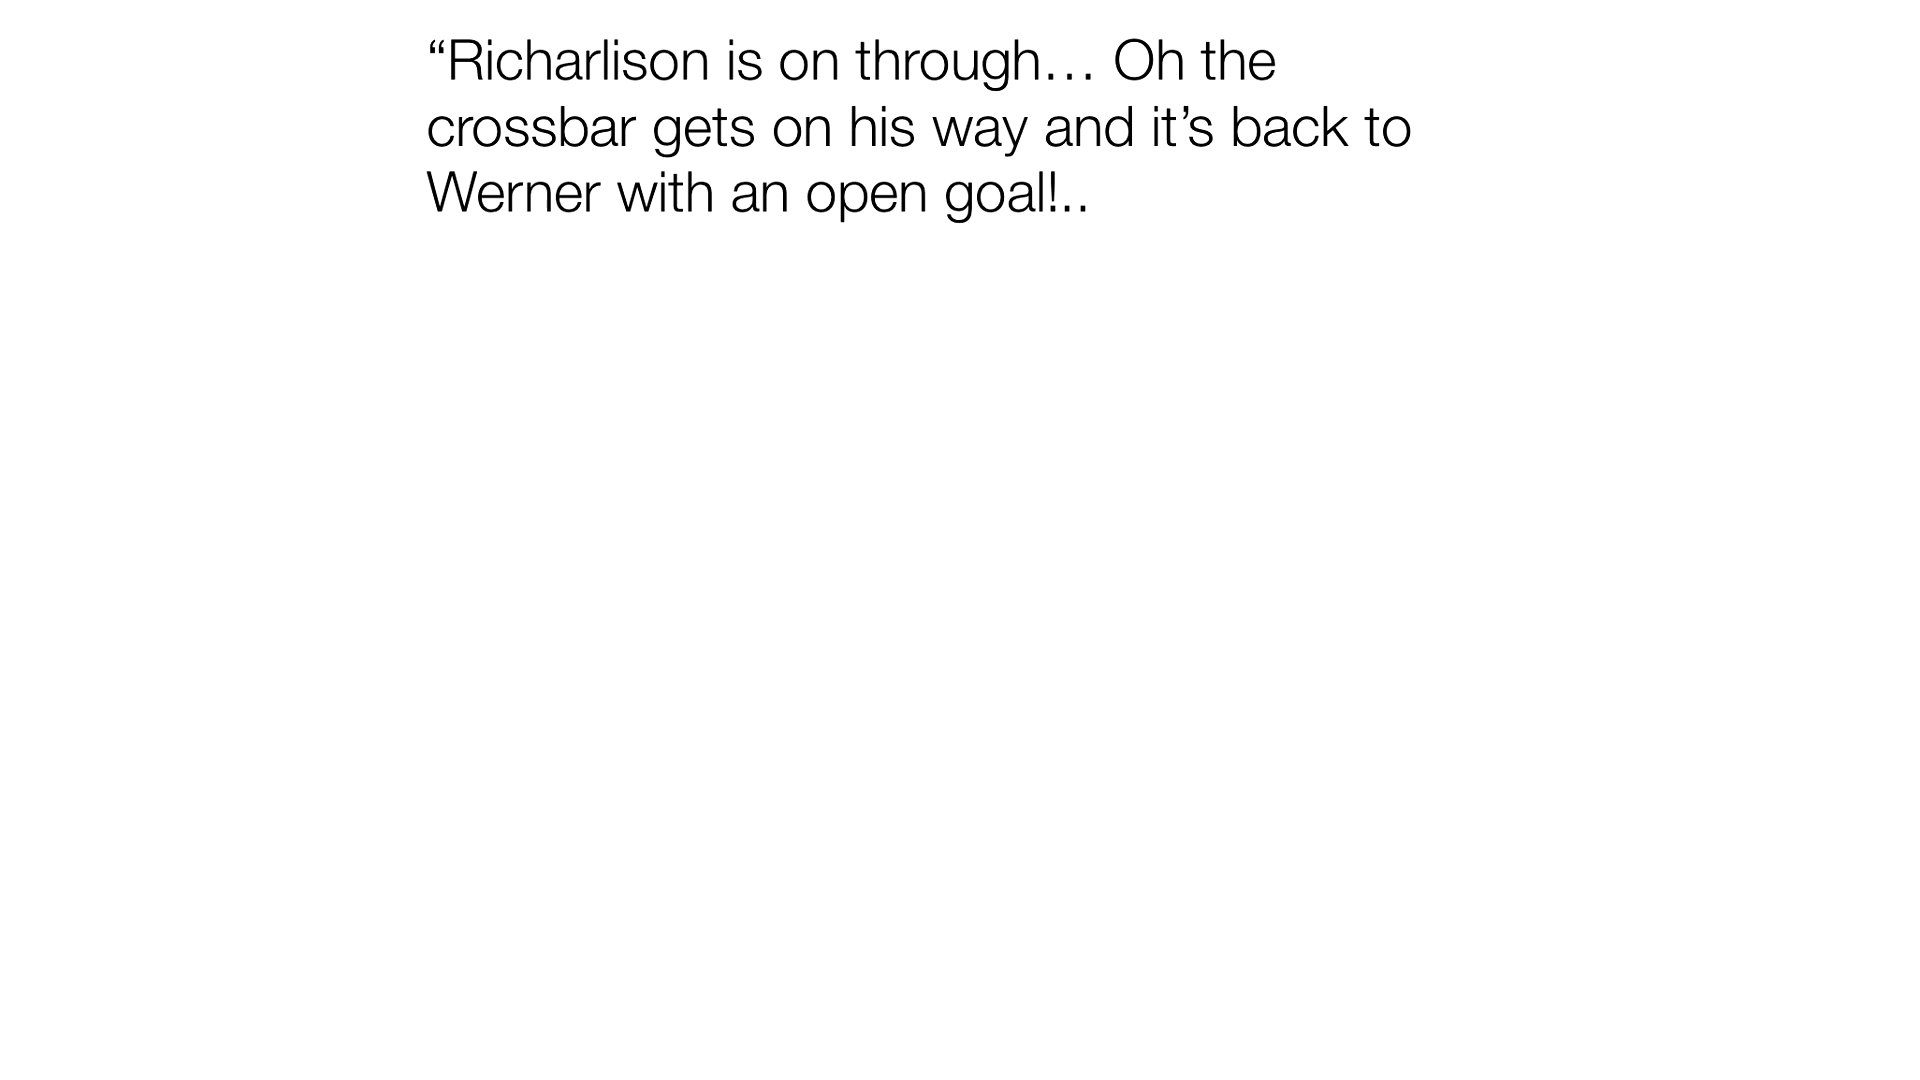 “Richarlison is on through… Oh the
crossbar gets on his way and it’s back to
Werner with an open goal!..